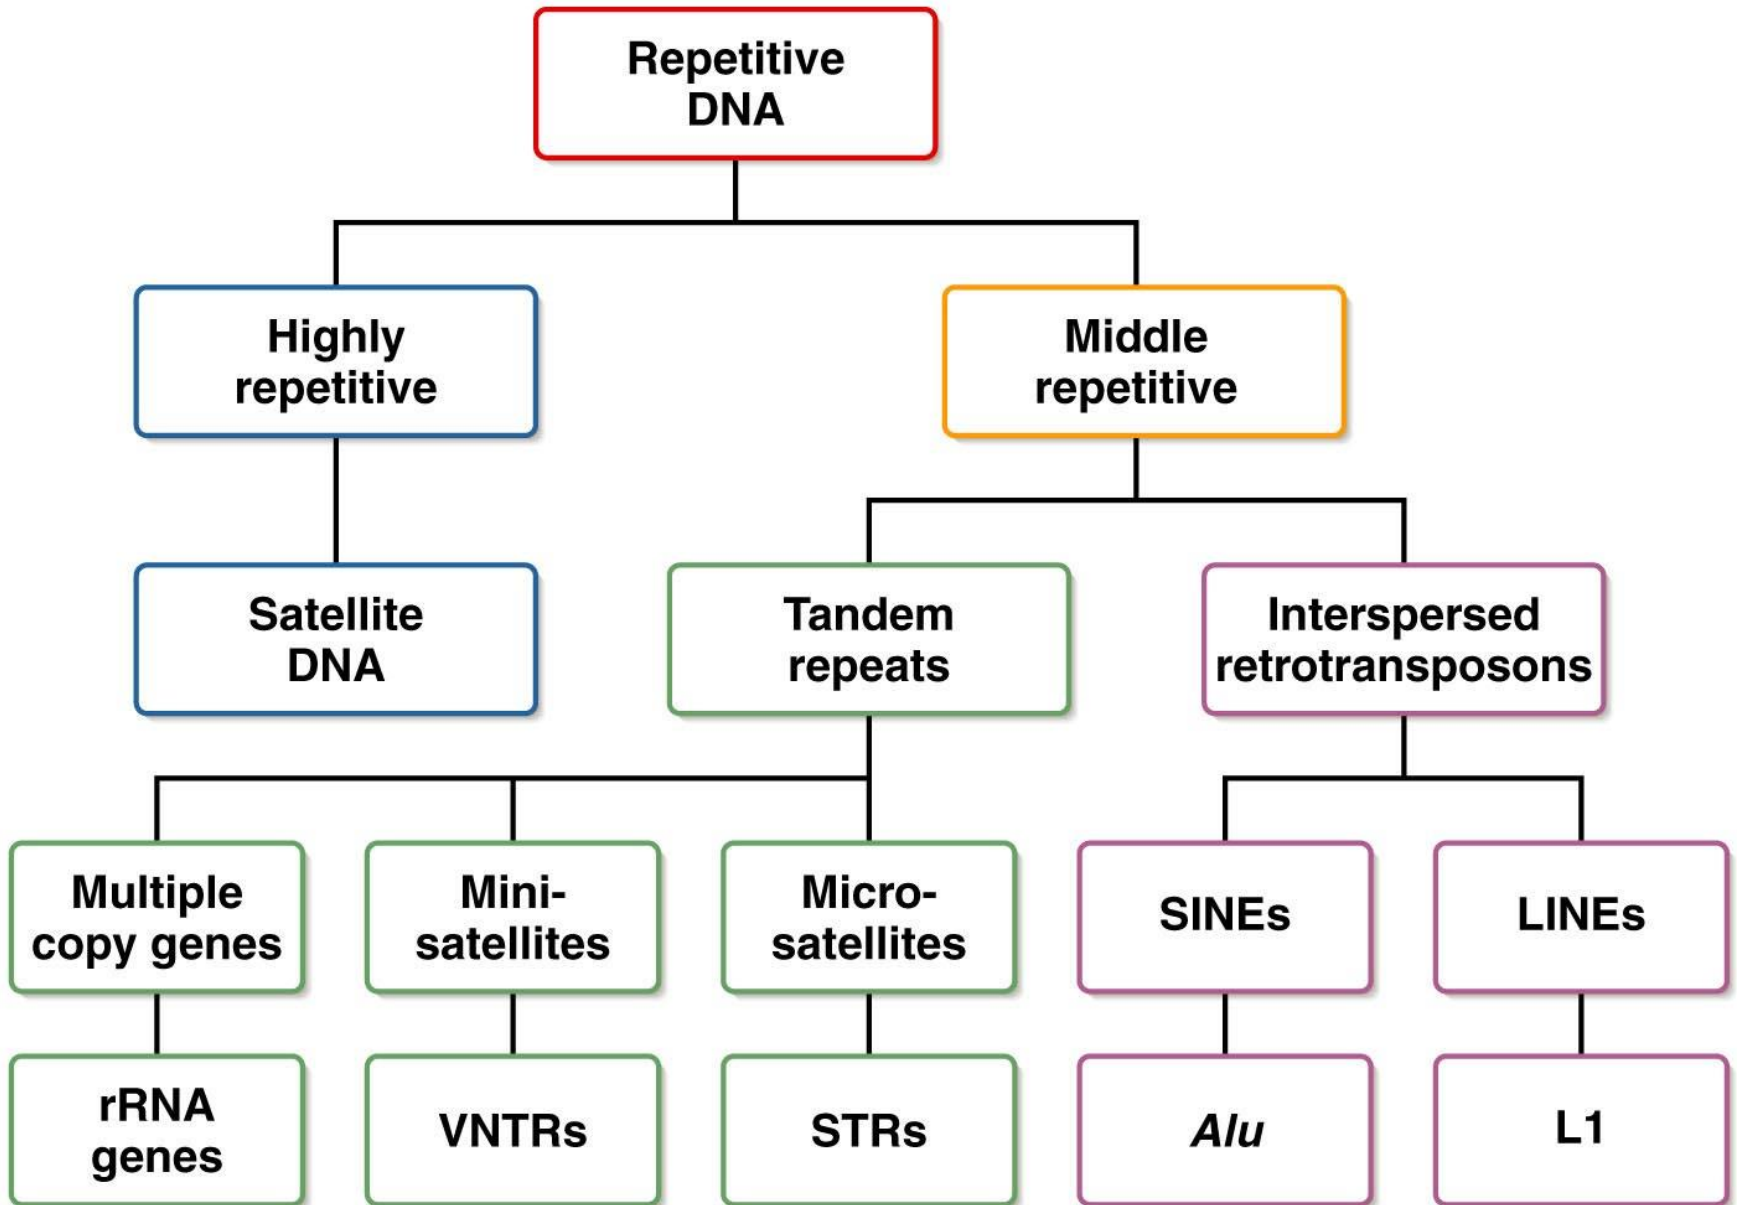 Repetitive
DNA
Highly
repetitive
Middle
repetitive
Satellite
DNA
Tandem
repeats
Interspersed
retrotransposons
Multiple
copy genes
Mini-
satellites
Micro-
satellites
SINEs
LINEs
rRNA
genes
VNTRs
STRs
Alu
L1